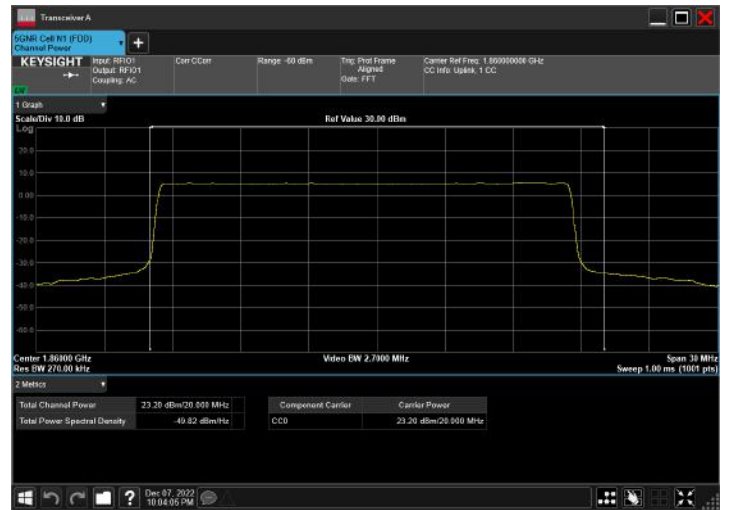 Transceiver A
5GNR Cell N1 (FDD)
Channel Power
KEYSIGHT
Input: RFIO1
Output: RFIO1
Coupling: AC
Corr CCorr
Range -60 dBm
Trig: Prot Frame
Aligned
Gate: FFT
Carrier Ref Freq: 1.860000000 GHz
CC Info: Uplink, 1 CC
1 Graph
Scale/Div 10.0 dB
Ref Value 30.00 dBm
Log
20.0
10.0
0.00
-10.0
-20.0
-30.0
-40.0
-50.0
-60.0
Center 1.86000 GHz
Video BW 2.7000 MHz
Span 30 MHz
Res BW 270.00 kHz
Sweep 1.00 ms (1001 pts)
2 Metrics
Total Channel Power 23.20 dBm/20.000 MHz
Total Power Spectral Density -49.82 dBm/Hz
Component Carrier Carrier Power
CC0 23.20 dBm/20.000 MHz
Dec 07, 2022
10:04:05 PM